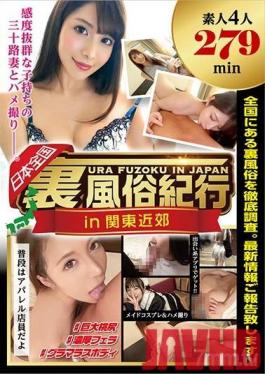 感度抜群な子持ちの
三十路妻とハメ撮り――
素人4人
279
min
日本全国
裏
URA FUZOKU IN JAPAN
風俗紀行
in 関東近郊
全国にある裏風俗を徹底調査。最新情報ご報告致します
普段はアパレル店員だよ
メイドコスプレ&ハメ撮り
巨大桃尻
濃厚フェラ
グラマラスボディ